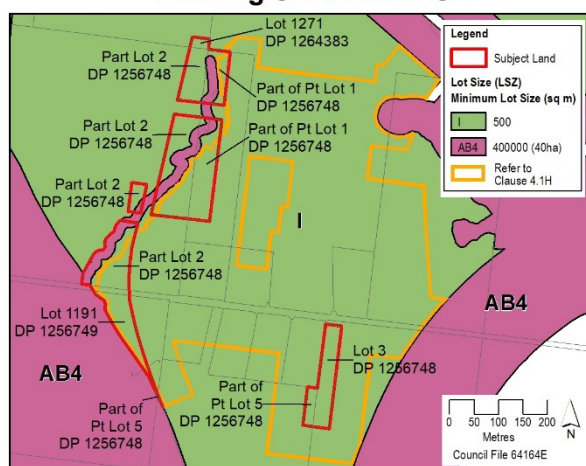 Lot 1271
DP 1264383
Part Lot 2
DP 1256748
Part of Pt Lot 1
DP 1256748
Part Lot 2
DP 1256748
Part of Pt Lot 1
DP 1256748
Part Lot 2
DP 1256748
I
Part Lot 2
DP 1256748
Lot 1191
DP 1256749
AB4
AB4
Lot 3
DP 1256748
Part of
Pt Lot 5
DP 1256748
Part of
Pt Lot 5
DP 1256748
Legend
Subject Land
Lot Size (LSZ)
Minimum Lot Size (sq m)
I 500
AB4 400000 (40ha)
Refer to
Clause 4.1H
0 50 100 150 200
Metres
N
Council File 64164E